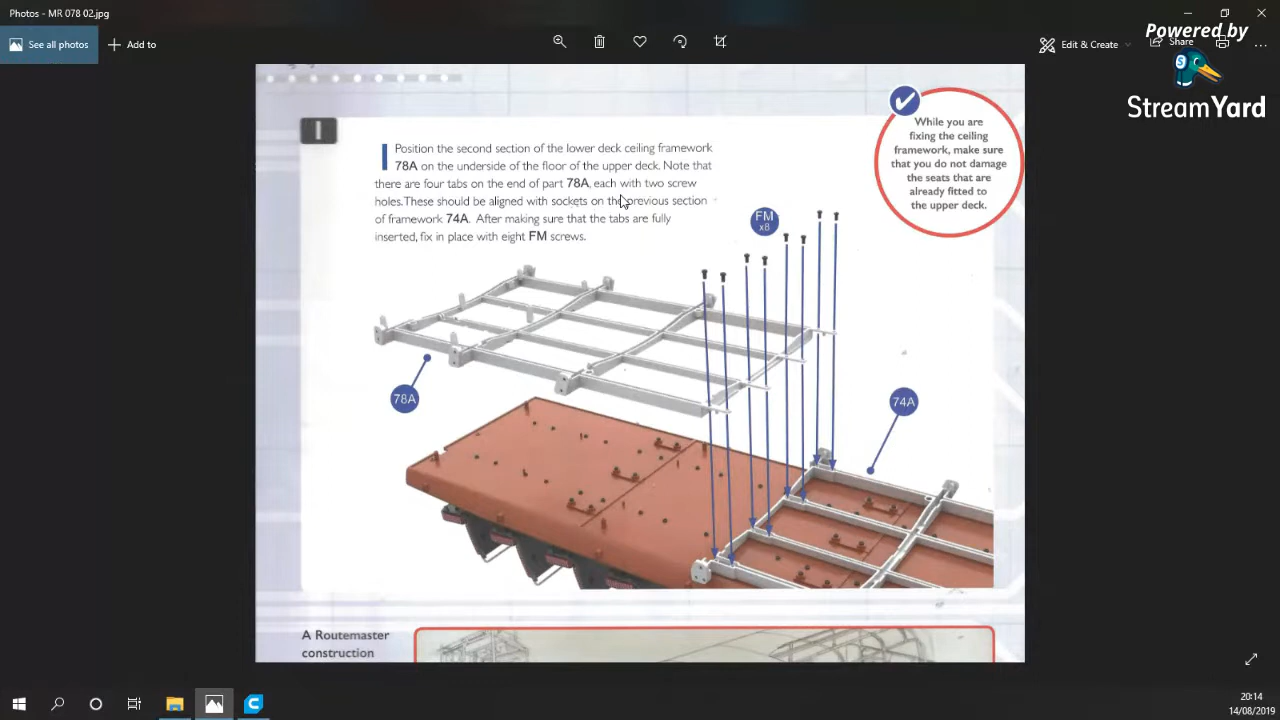 Photos - MR 078 02.jpg
See all photos
Add to
Edit & Create
Share
Powered by
S
StreamYard
I
I Position the second section of the lower deck ceiling framework
78A on the underside of the floor of the upper deck. Note that
there are four tabs on the end of part 78A, each with two screw
holes. These should be aligned with sockets on the previous section
of framework 74A. After making sure that the tabs are fully
inserted, fix in place with eight FM screws.
While you are
fixing the ceiling
framework, make sure
that you do not damage
the seats that are
already fitted to
the upper deck.
FM
x8
78A
74A
A Routemaster
construction
20:14
14/08/2019